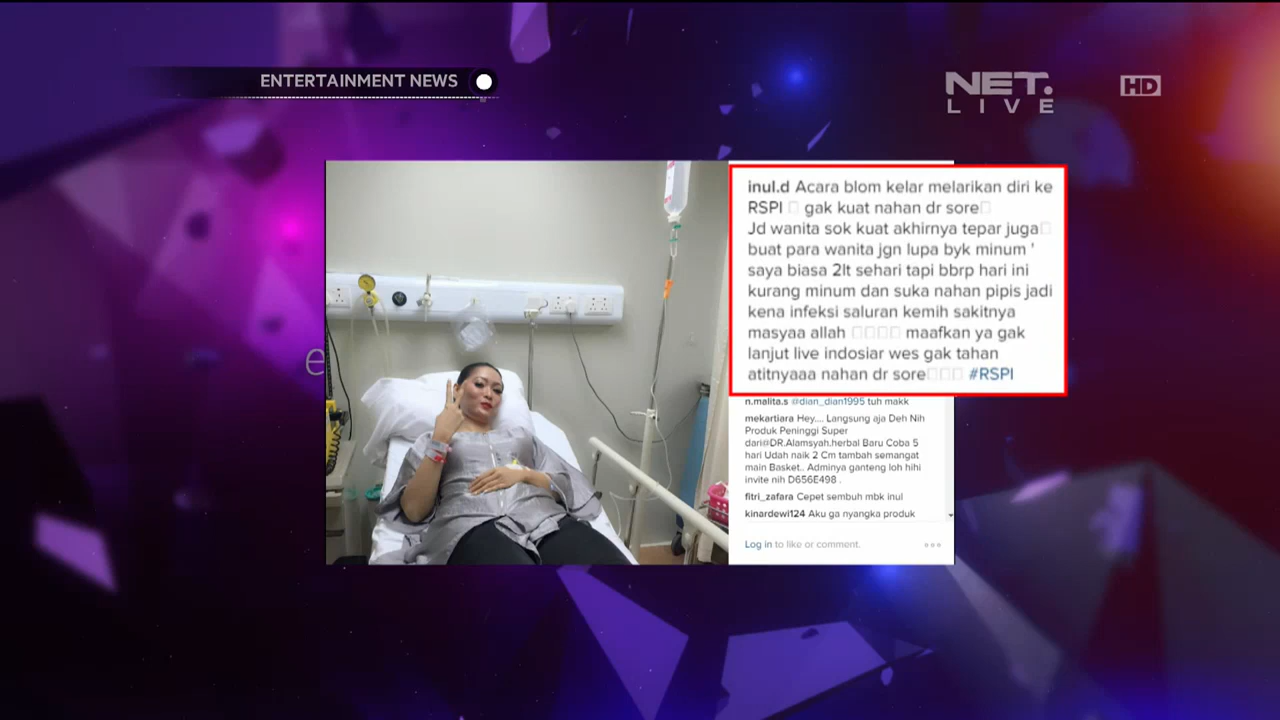 ENTERTAINMENT NEWS
NET.
LIVE
HD
e
inul.d Acara blom kelar melarikan diri ke
RSPI gak kuat nahan dr sore
Jd wanita sok kuat akhirnya tepar juga
buat para wanita jgn lupa byk minum '
saya biasa 2lt sehari tapi bbrp hari ini
kurang minum dan suka nahan pipis jadi
kena infeksi saluran kemih sakitnya
masyaa allah maafkan ya gak
lanjut live indosiar wes gak tahan
atitnyaaa nahan dr sore #RSPI
n.malita.s @dian_dian1995 tuh makk
mekartiara Hey.... Langsung aja Deh Nih
Produk Peninggi Super
dari@DR.Alamsyah.herbal Baru Coba 5
hari Udah naik 2 Cm tambah semangat
main Basket.. Adminya ganteng loh hihi
invite nih D656E498 .
fitri_zafara Cepet sembuh mbk inul
kinardewi124 Aku ga nyangka produk
Log in to like or comment.